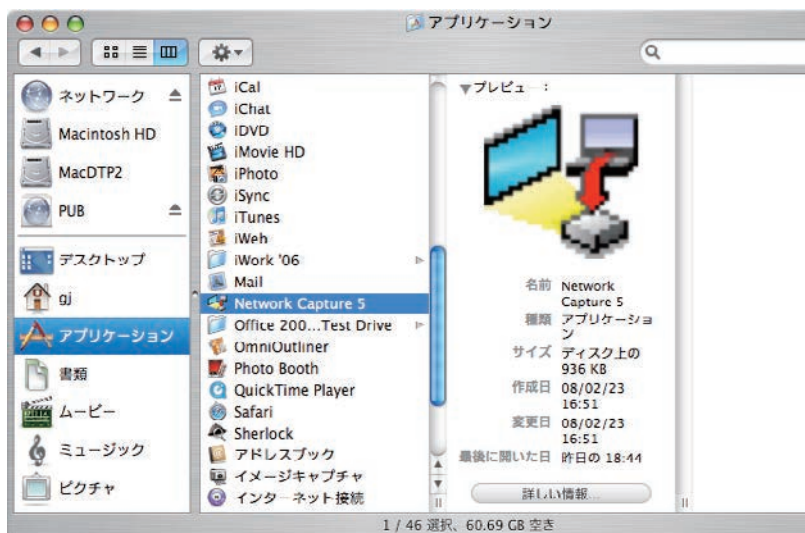 アプリケーション
ネットワーク
Macintosh HD
MacDTP2
PUB
デスクトップ
gj
アプリケーション
書類
ムービー
ミュージック
ピクチャ
iCal
iChat
iDVD
iMovie HD
iPhoto
iSync
iTunes
iWeb
iWork '06
Mail
Network Capture 5
Office 200...Test Drive
OmniOutliner
Photo Booth
QuickTime Player
Safari
Sherlock
アドレスブック
イメージキャプチャ
インターネット接続
▼プレビュー：
名前 Network
Capture 5
種類 アプリケーショ
ン
サイズ ディスク上の
936 KB
作成日 08/02/23
16:51
変更日 08/02/23
16:51
最後に開いた日 昨日の 18:44
詳しい情報...
1 / 46 選択、60.69 GB 空き